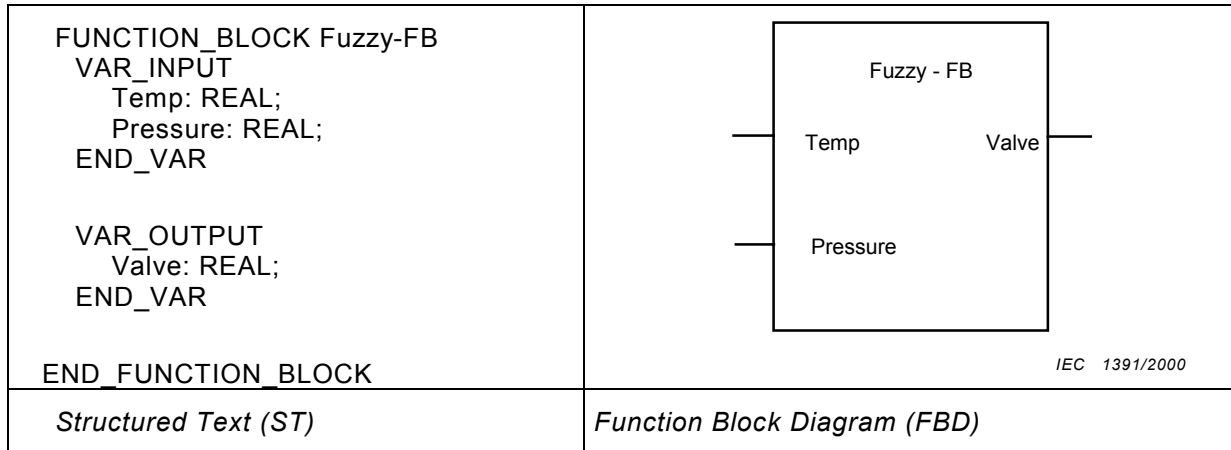 FUNCTION_BLOCK Fuzzy-FB
VAR_INPUT
Temp: REAL;
Pressure: REAL;
END_VAR
VAR_OUTPUT
Valve: REAL;
END_VAR
END_FUNCTION_BLOCK
Fuzzy - FB
Temp Valve
Pressure
IEC 1391/2000
Structured Text (ST)
Function Block Diagram (FBD)